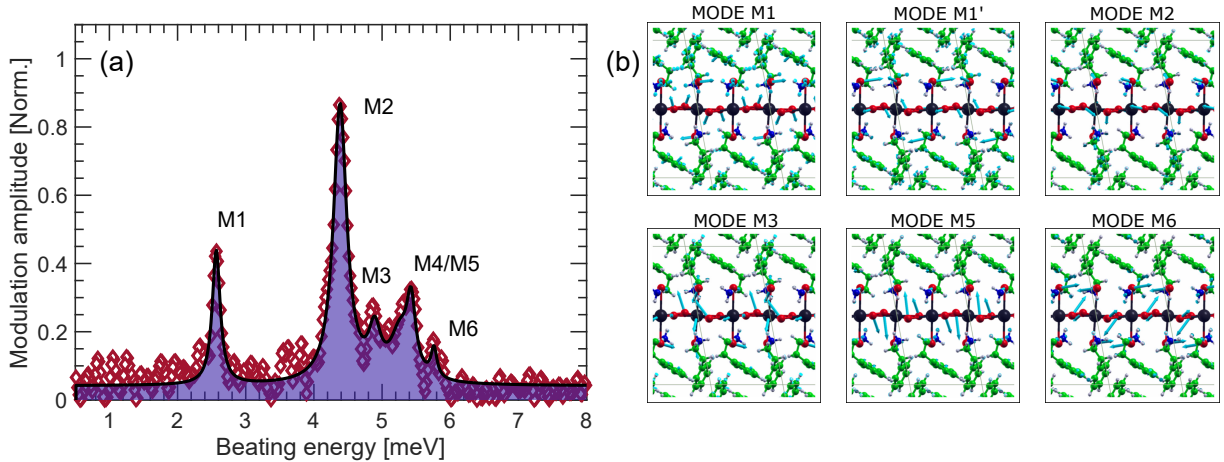 (a)
Modulation amplitude [Norm.]
1
0.8
0.6
0.4
0.2
0
M1
M2
M3
M4/M5
M6
1 2 3 4 5 6 7 8
Beating energy [meV]
(b)
MODE M1
MODE M1'
MODE M2
MODE M3
MODE M5
MODE M6